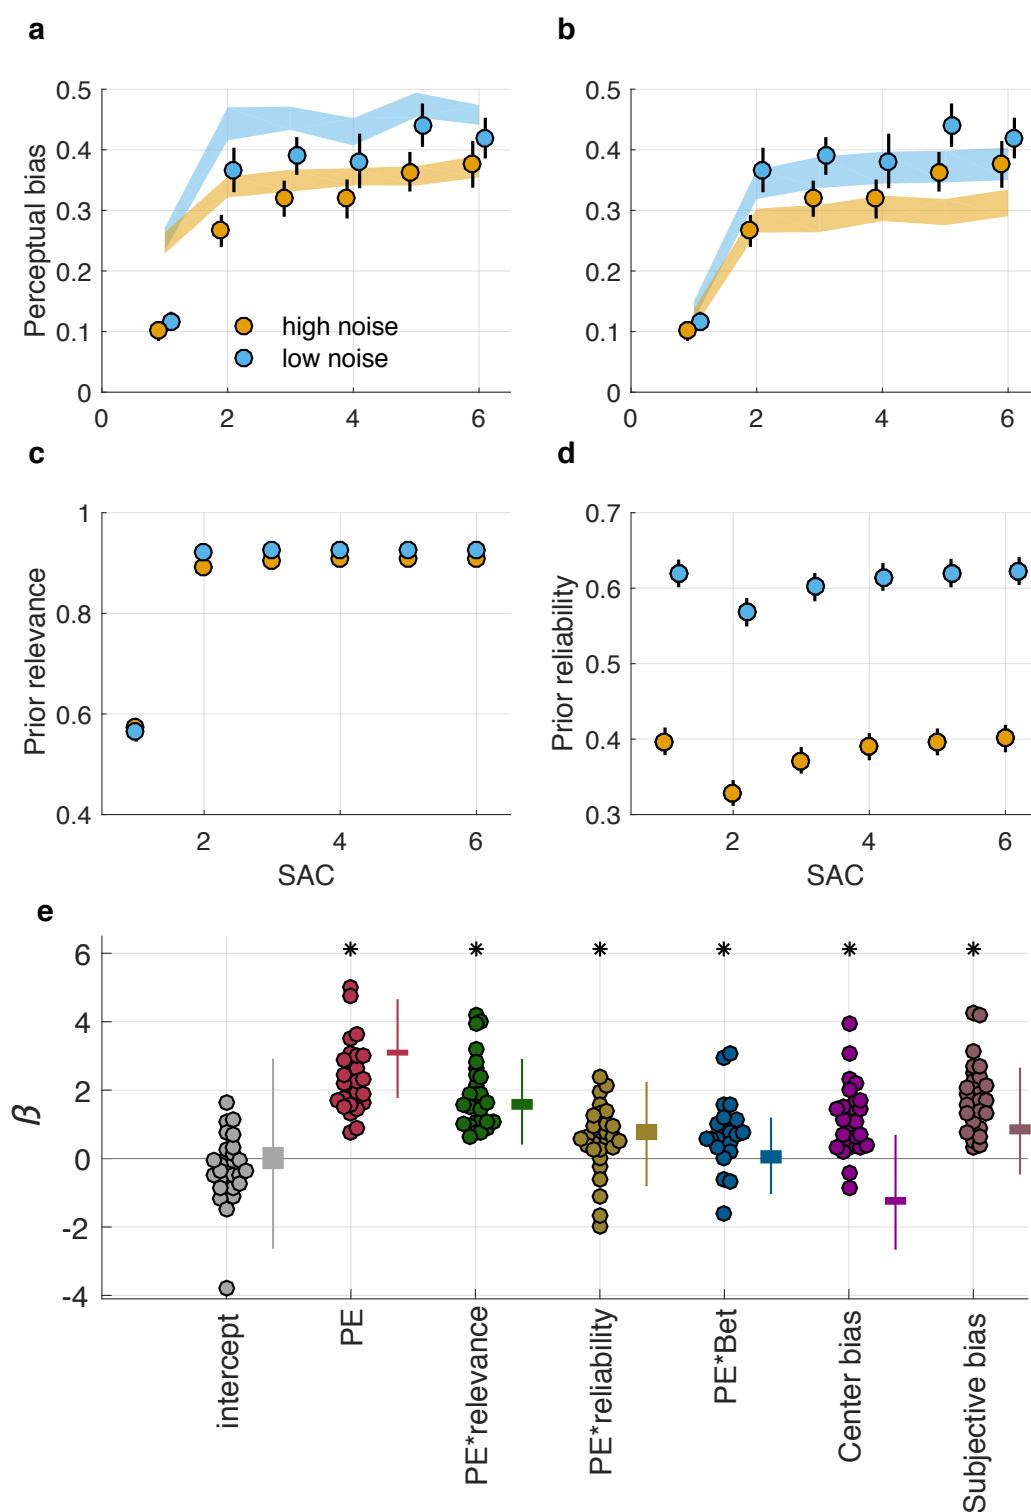 a
b
0.5
0.4
0.3
0.2
0.1
0
Perceptual bias
high noise
low noise
0 2 4 6
0.5
0.4
0.3
0.2
0.1
0
0 2 4 6
c
d
1
0.8
0.6
0.4
Prior relevance
2 4 6
SAC
0.7
0.6
0.5
0.4
0.3
Prior reliability
2 4 6
SAC
e
6
4
2
0
-2
-4
β
* * * * * *
intercept
PE
PE*relevance
PE*reliability
PE*Bet
Center bias
Subjective bias